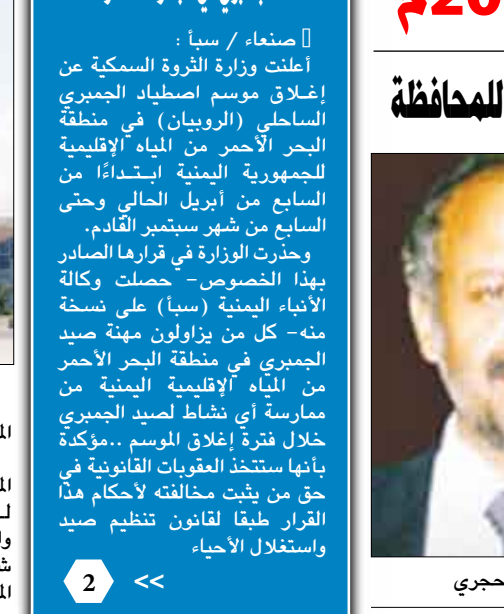 صنعاء / سبأ :
أعلنت وزارة الثروة السمكية عن
إغــلاق موسم اصطياد الجمبري
الساحلي (الروبيان) في منطقة
البحر الأحمر من المياه الإقليمية
للجمهورية اليمنية ابــتــداءًا من
السابع من أبريل الحالي وحتى
السابع من شهر سبتمبر القادم.
وحذرت الوزارة في قرارها الصادر
بهذا الخصوص– حصلت وكالة
الأنباء اليمنية (سبأ) على نسخة
منه– كل من يزاولون مهنة صيد
الجمبري في منطقة البحر الأحمر
من المياه الإقليمية اليمنية من
ممارسة أي نشاط لصيد الجمبري
خلال فترة إغلاق الموسم ..مؤكدة
بأنها ستتخذ العقوبات القانونية في
حق من يثبت مخالفته لأحكام هذا
القرار طبقا لقانون تنظيم صيد
واستغلال الأحياء
>> 2
للمحافظة
حجري